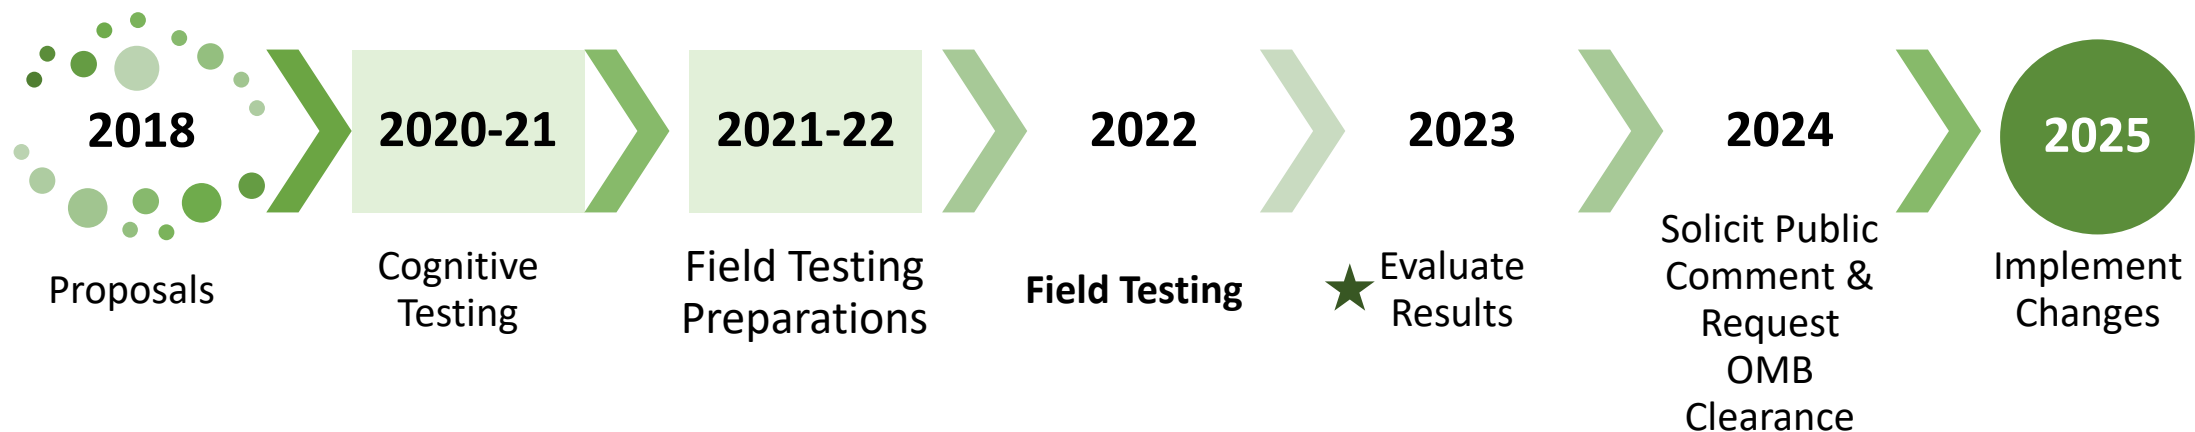 2018
Proposals
2020-21
Cognitive
Testing
2021-22
Field Testing
Preparations
2022
Field Testing
2023
Evaluate
Results
2024
Solicit Public
Comment &
Request
OMB
Clearance
2025
Implement
Changes